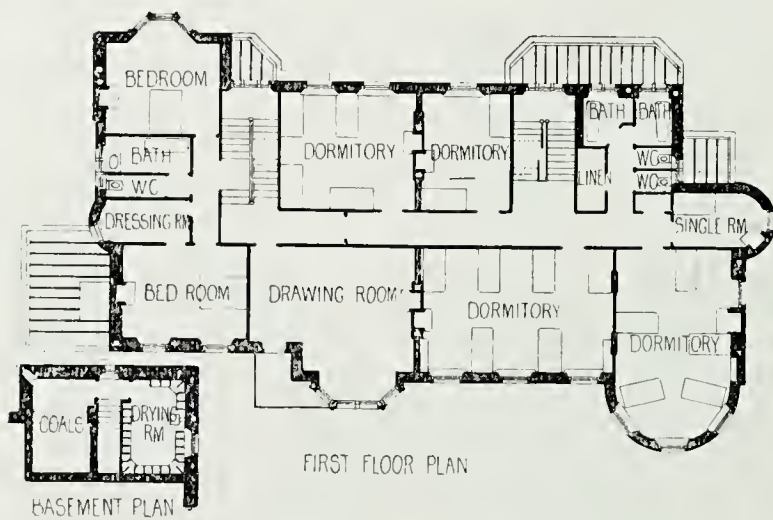 BEDROOM
BATH
WC
DRESSING RM
BED ROOM
DRAWING ROOM
DORMITORY
DORMITORY
BATH
BATH
LINEN
WC
WC
SINGLE RM
DORMITORY
DORMITORY
COALS
DRYING
RM
FIRST FLOOR PLAN
BASEMENT PLAN